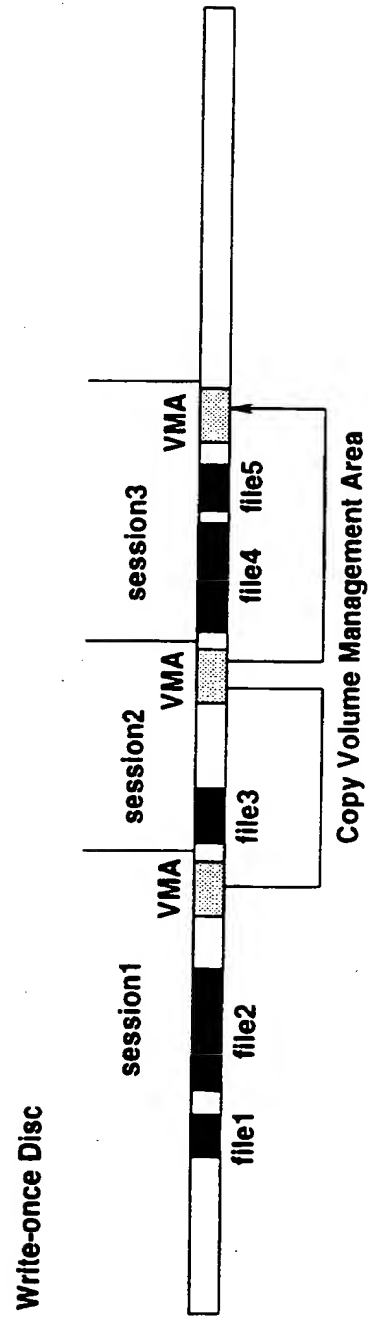 Write-once Disc
session1
session2
session3
VMA
VMA
VMA
file1
file2
file3
file4
file5
Copy Volume Management Area